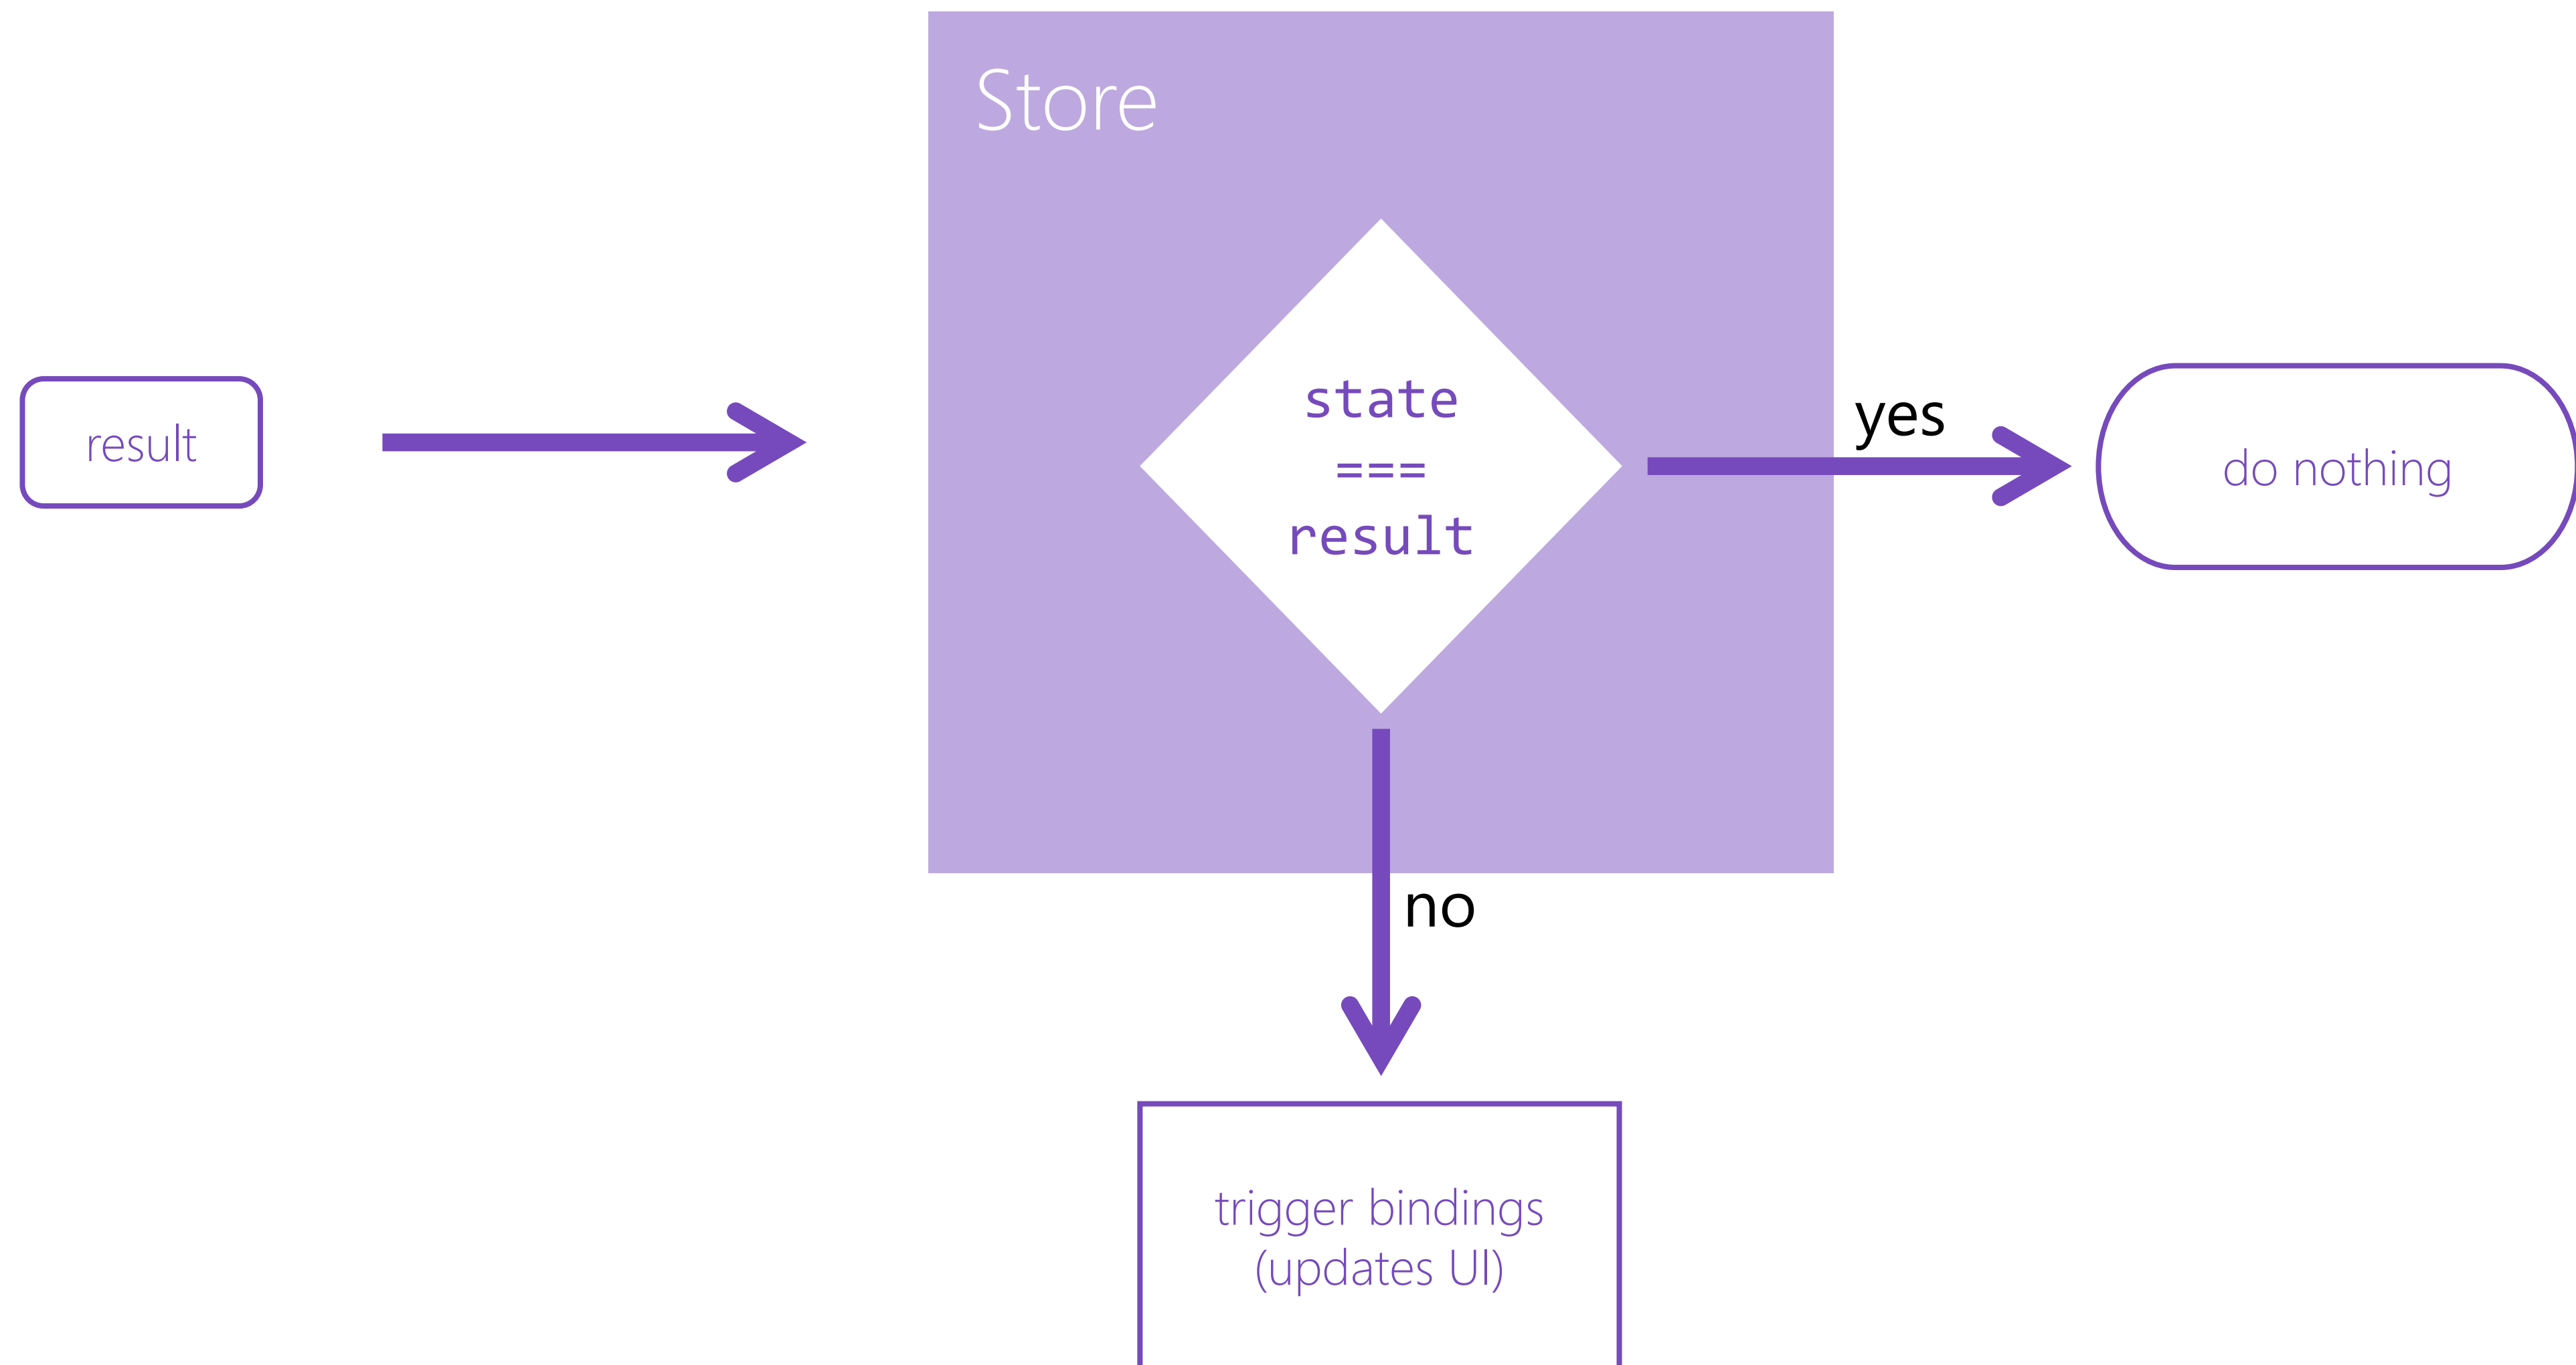 Store
result
state
===
result
yes
do nothing
no
trigger bindings
(updates UI)